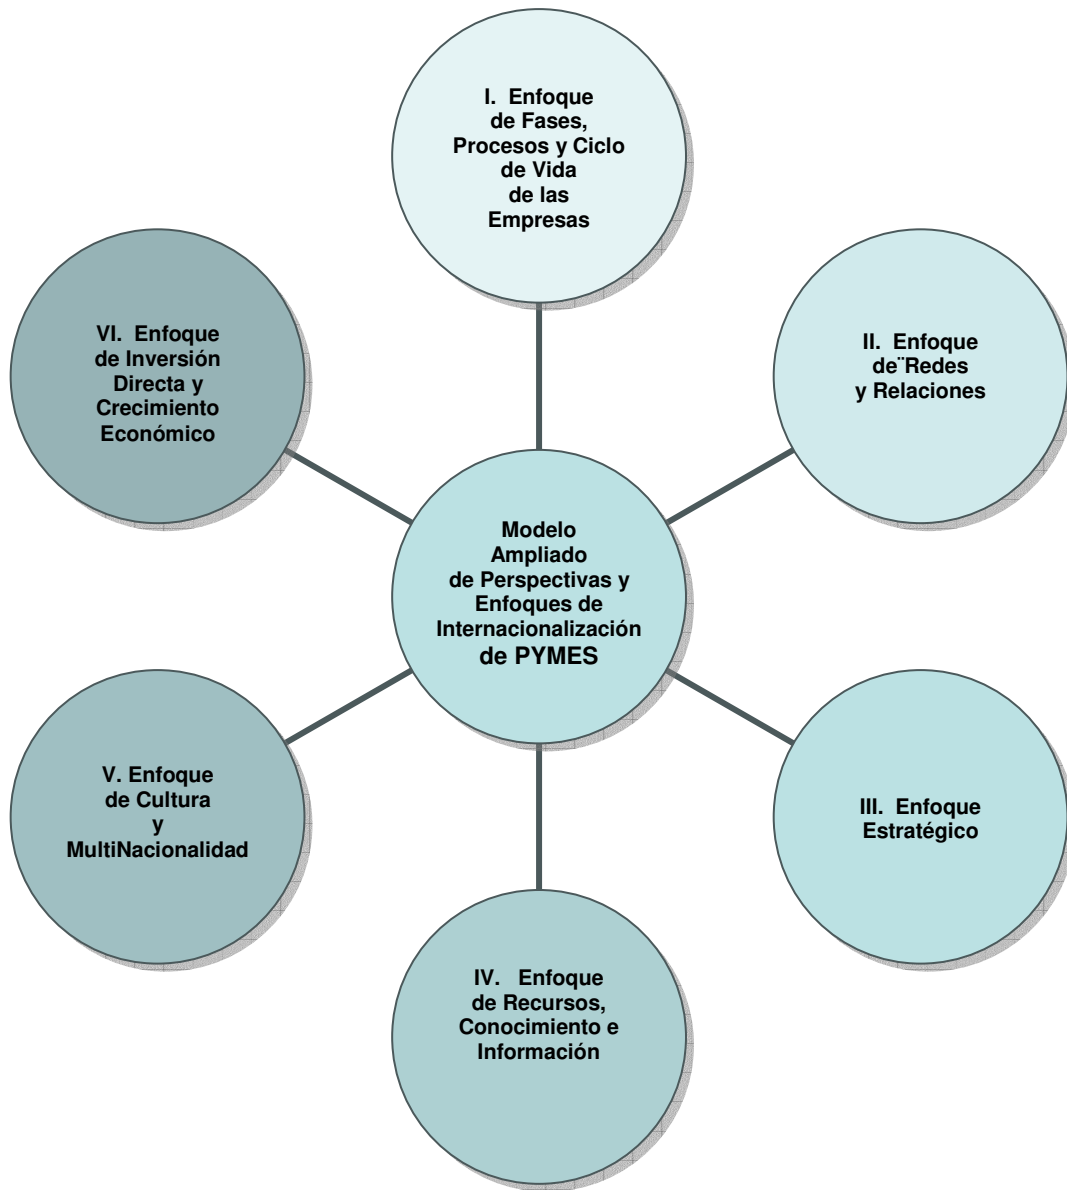 I. Enfoque
de Fases,
Procesos y Ciclo
de Vida
de las
Empresas
II. Enfoque
de¨Redes
y Relaciones
III. Enfoque
Estratégico
IV. Enfoque
de Recursos,
Conocimiento e
Información
V. Enfoque
de Cultura
y
MultiNacionalidad
VI. Enfoque
de Inversión
Directa y
Crecimiento
Económico
Modelo
Ampliado
de Perspectivas y
Enfoques de
Internacionalización
de PYMES